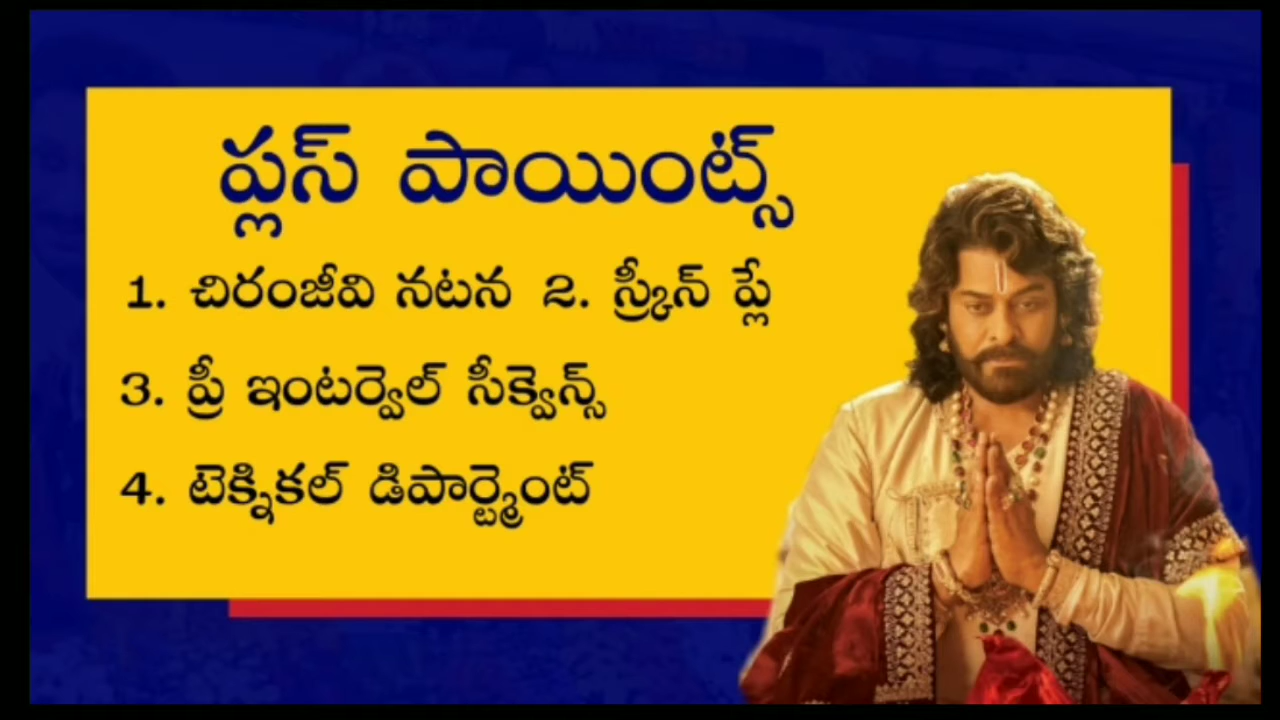 ప్లస్ పాయింట్స్
1. చిరంజీవి నటన 2. స్క్రీన్ ప్లే
3. ప్రీ ఇంటర్వెల్ సీక్వెన్స్
4. టెక్నికల్ డిపార్ట్మెంట్